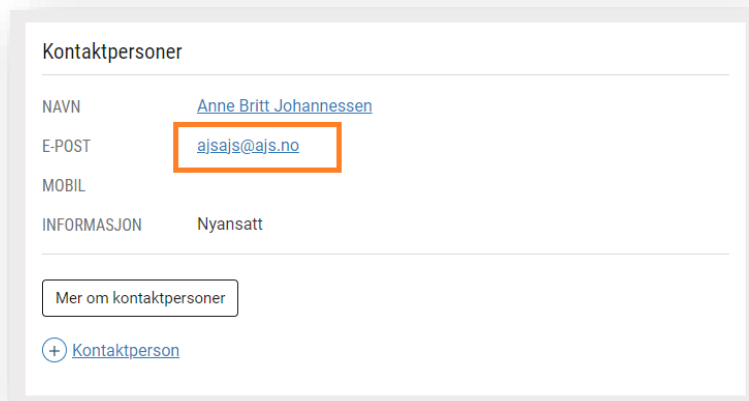 Kontaktpersoner
NAVN Anne Britt Johannessen
E-POST ajsajs@ajs.no
MOBIL
INFORMASJON Nyansatt
Mer om kontaktpersoner
Kontaktperson